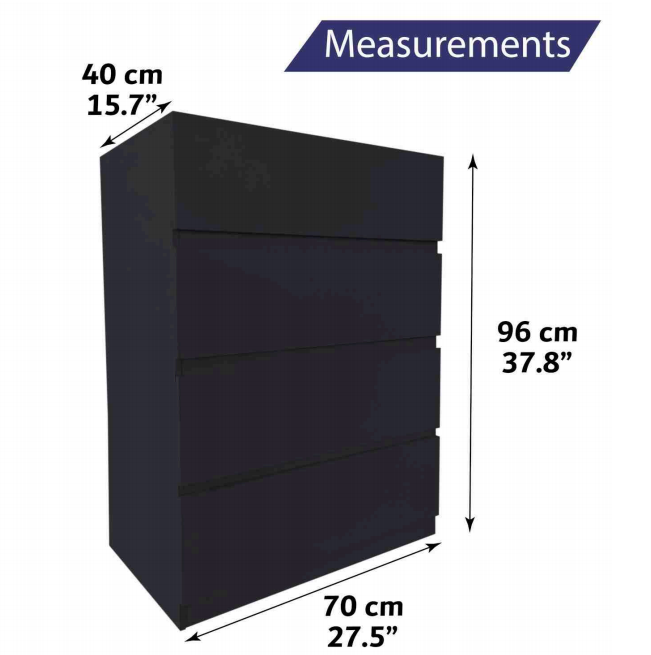 Measurements
40 cm
15.7”
96 cm
37.8”
70 cm
27.5”